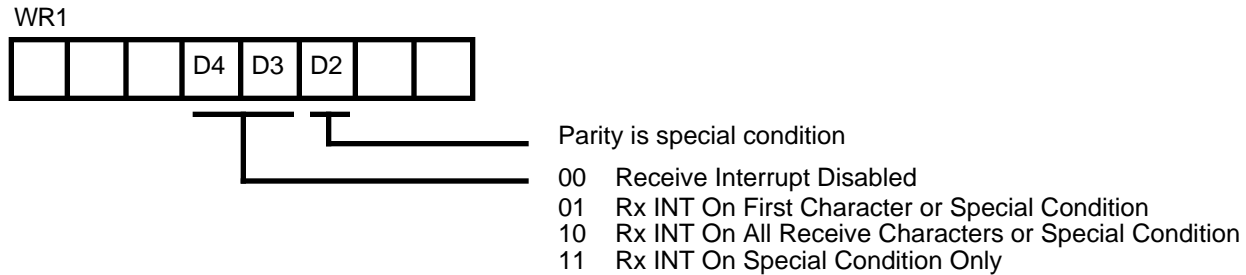 WR1
D4 D3 D2
Parity is special condition
00 Receive Interrupt Disabled
01 Rx INT On First Character or Special Condition
10 Rx INT On All Receive Characters or Special Condition
11 Rx INT On Special Condition Only